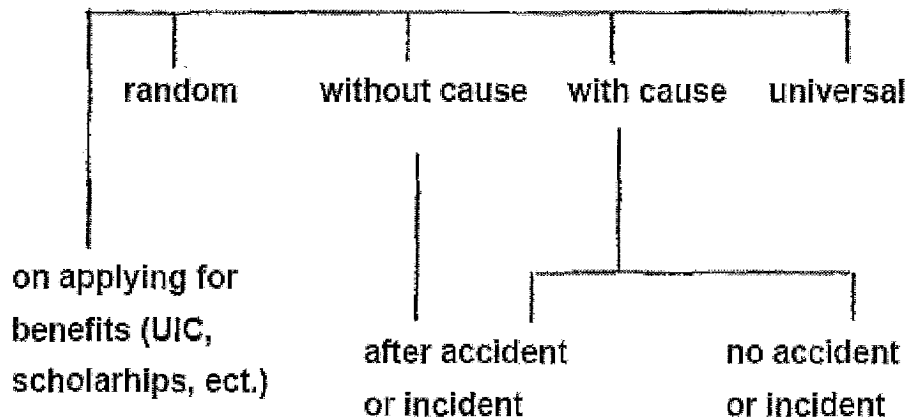 random
without cause
with cause
universal
on applying for
benefits (UIC,
scholarhips, ect.)
after accident
or incident
no accident
or incident